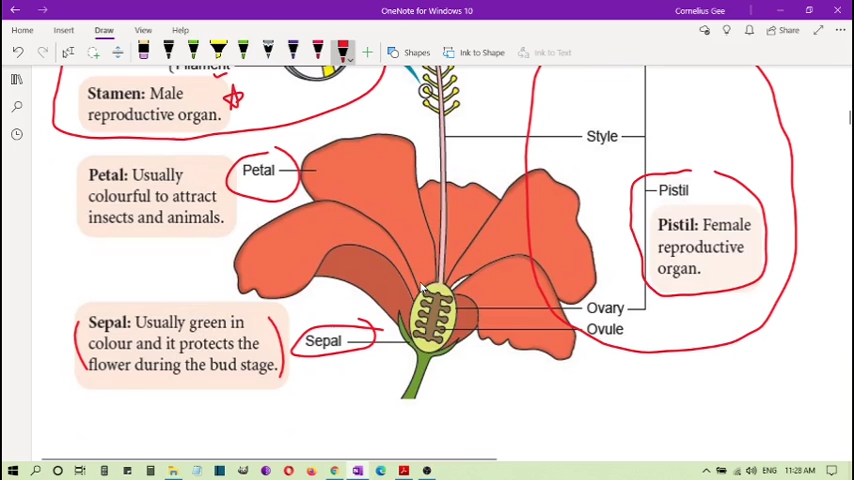 OneNote for Windows 10
Cornelius Gee
Home
Insert
Draw
View
Help
Share
Shapes
Ink to Shape
Ink to Text
Filament
Stamen: Male
reproductive organ.
Style
Petal
Petal: Usually
colourful to attract
insects and animals.
Pistil
Pistil: Female
reproductive
organ.
Ovary
Ovule
Sepal: Usually green in
colour and it protects the
flower during the bud stage.
Sepal
ENG
11:28 AM